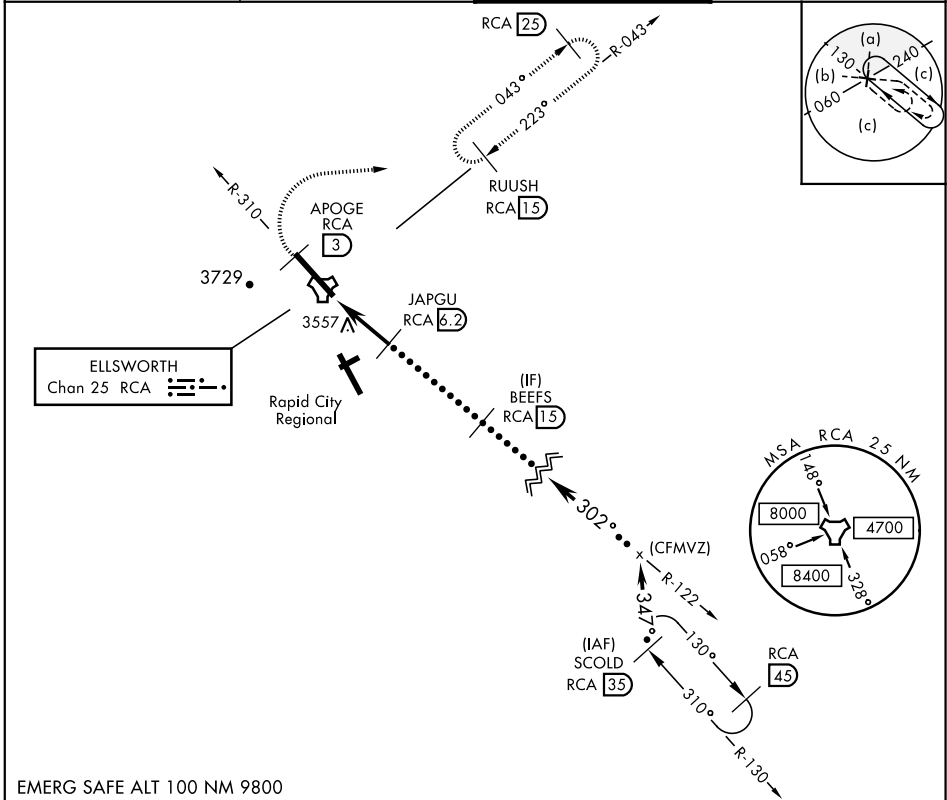 RCA 25
R-043
043°
223°
RUUSH
RCA 15
R-310
APOGE
RCA
3
3729
3557
JAPGU
RCA 6.2
ELLSWORTH
Chan 25 RCA
Rapid City
Regional
(IF)
BEEFS
RCA 15
302°
(CFMVZ)
R-122
347°
(IAF)
SCOLD
RCA 35
130°
310°
RCA
45
R-130
(a)
130
240
(b)
(c)
060
(c)
MSA RCA 25 NM
148°
8000
4700
058°
8400
328°
EMERG SAFE ALT 100 NM 9800